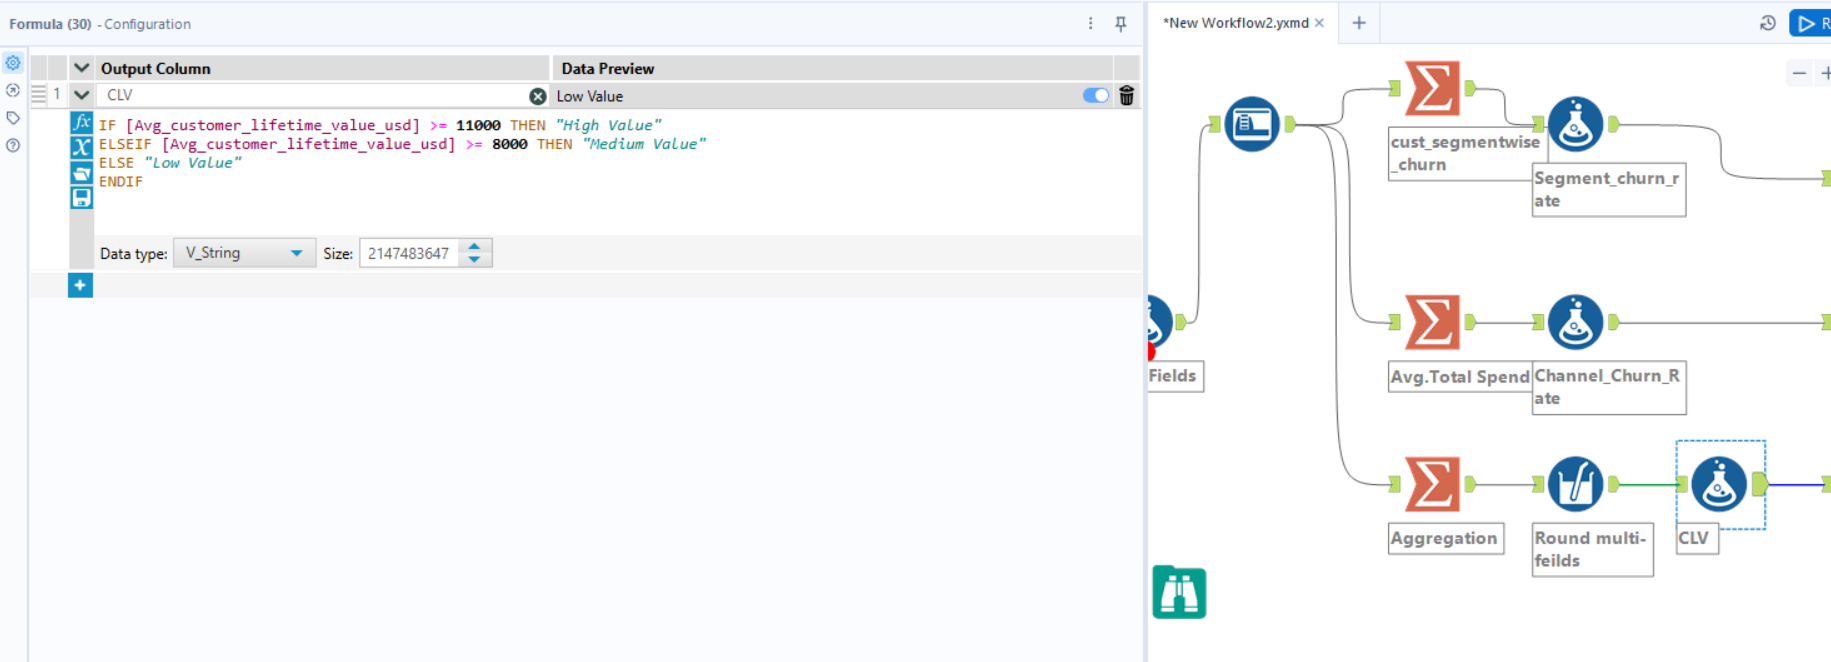 Formula (30) - Configuration
Output Column
Data Preview
1
CLV
Low Value
fx
IF [Avg_customer_lifetime_value_usd] >= 11000 THEN "High Value"
X
ELSEIF [Avg_customer_lifetime_value_usd] >= 8000 THEN "Medium Value"
ELSE "Low Value"
ENDIF
Data type: V_String Size: 2147483647
*New Workflow2.yxmd
R
cust_segmentwise
_churn
Segment_churn_r
ate
Fields
Avg.Total Spend
Channel_Churn_R
ate
Aggregation
Round multi-
feilds
CLV